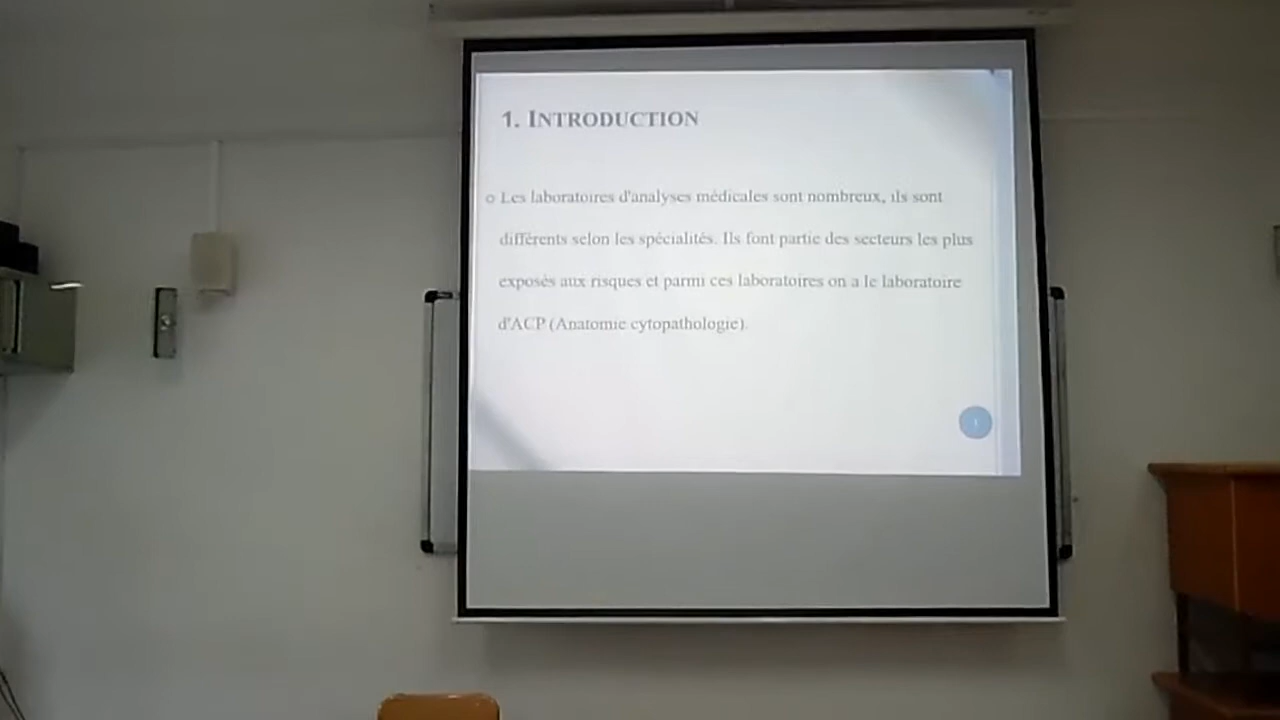 1. INTRODUCTION
Les laboratoires d'analyses médicales sont nombreux, ils sont
différents selon les spécialités. Ils font partie des secteurs les plus
exposés aux risques et parmi ces laboratoires on a le laboratoire
d'ACP (Anatomie cytopathologie).
1